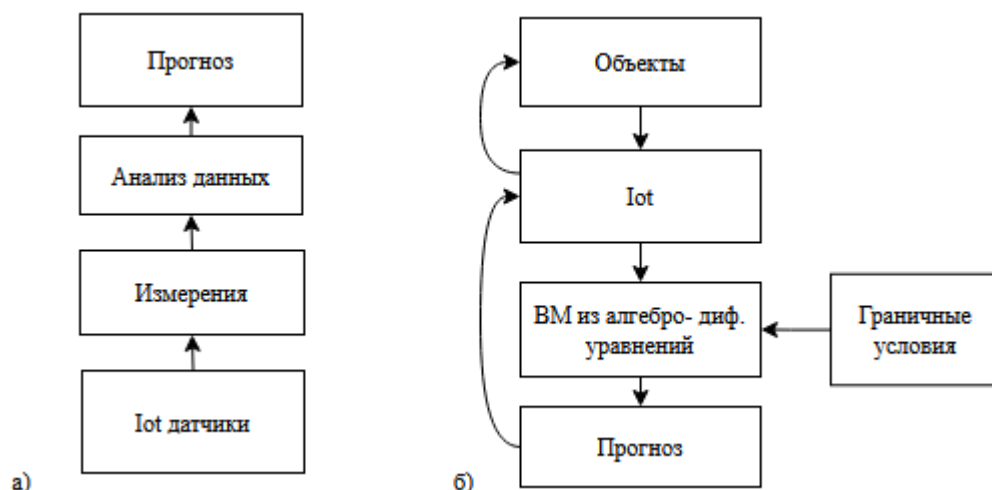 Прогноз
Анализ данных
Измерения
Iot датчики
а)
Объекты
Iot
ВМ из алгебро- диф.
уравнений
Граничные
условия
Прогноз
б)